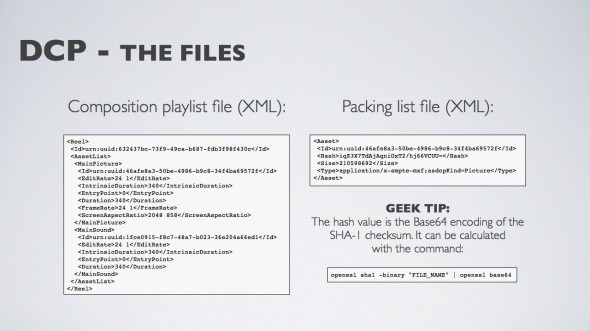 DCP - THE FILES
Composition playlist file (XML):
<Reel>
<Id>urn:uuid:632437bc-73f9-49ca-b687-fdb3f98f430c</Id>
<AssetList>
<MainPicture>
<Id>urn:uuid:46afe8a3-50be-4986-b9c8-34f4ba69572f</Id>
<EditRate>24 1</EditRate>
<IntrinsicDuration>340</IntrinsicDuration>
<EntryPoint>0</EntryPoint>
<Duration>340</Duration>
<FrameRate>24 1</FrameRate>
<ScreenAspectRatio>2048 858</ScreenAspectRatio>
</MainPicture>
<MainSound>
<Id>urn:uuid:1fce0915-f8c7-48a7-b023-36e204a66ed1</Id>
<EditRate>24 1</EditRate>
<IntrinsicDuration>340</IntrinsicDuration>
<EntryPoint>0</EntryPoint>
<Duration>340</Duration>
</MainSound>
</AssetList>
</Reel>
Packing list file (XML):
<Asset>
<Id>urn:uuid:46afe8a3-50be-4986-b9c8-34f4ba69572f</Id>
<Size>210598692</Size>
<Type>application/x-smpte-mxf;asdcpKind=Picture</Type>
</Asset>
GEEK TIP:
The hash value is the Base64 encoding of the
SHA-1 checksum. It can be calculated
with the command:
openssl sha1 -binary "FILE_NAME" | openssl base64